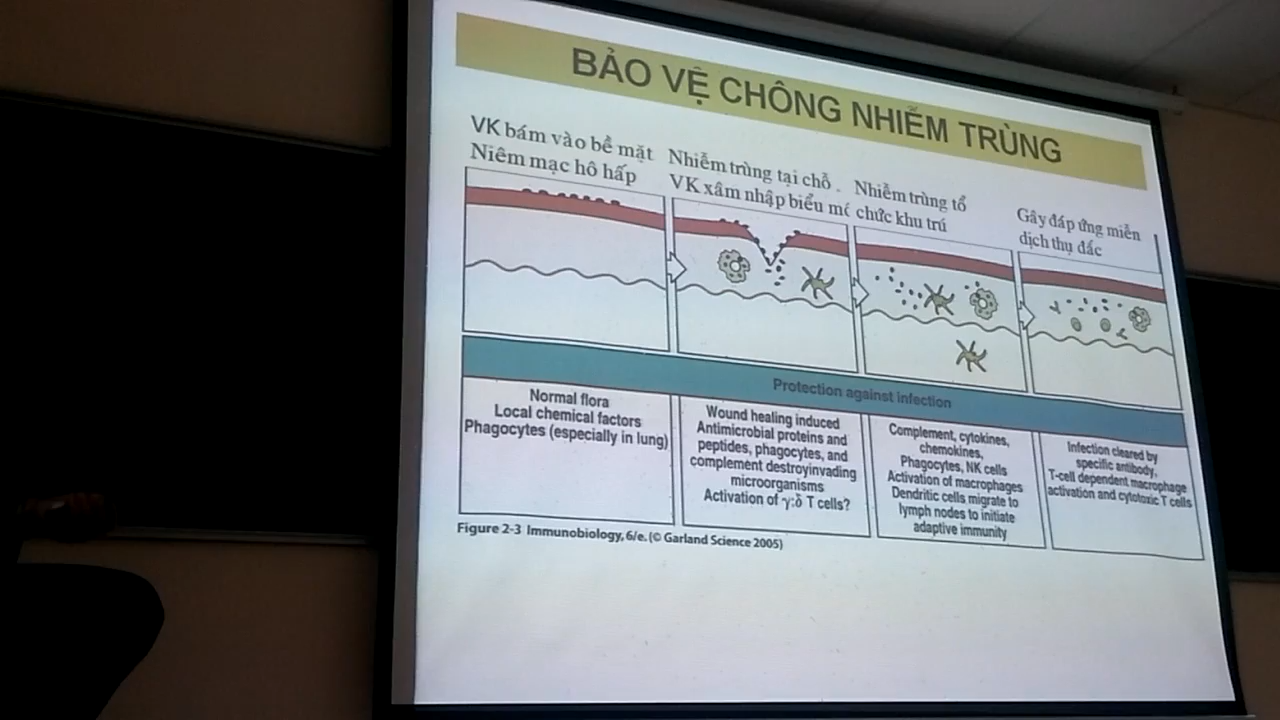 BẢO VỆ CHỐNG NHIỄM TRÙNG
VK bám vào bề mặt
Niêm mạc hô hấp
Nhiễm trùng tại chỗ .
VK xâm nhập biểu mô
Nhiễm trùng tổ
chức khu trú
Gây đáp ứng miễn
dịch thụ đắc
Protection against infection
Normal flora
Local chemical factors
Phagocytes (especially in lung)
Wound healing induced
Antimicrobial proteins and
peptides, phagocytes, and
complement destroyinvading
microorganisms
Activation of γ:δ T cells?
Complement, cytokines,
chemokines,
Phagocytes, NK cells
Activation of macrophages
Dendritic cells migrate to
lymph nodes to initiate
adaptive immunity
Infection cleared by
specific antibody,
T-cell dependent macrophage
activation and cytotoxic T cells
Figure 2-3 Immunobiology, 6/e. (© Garland Science 2005)